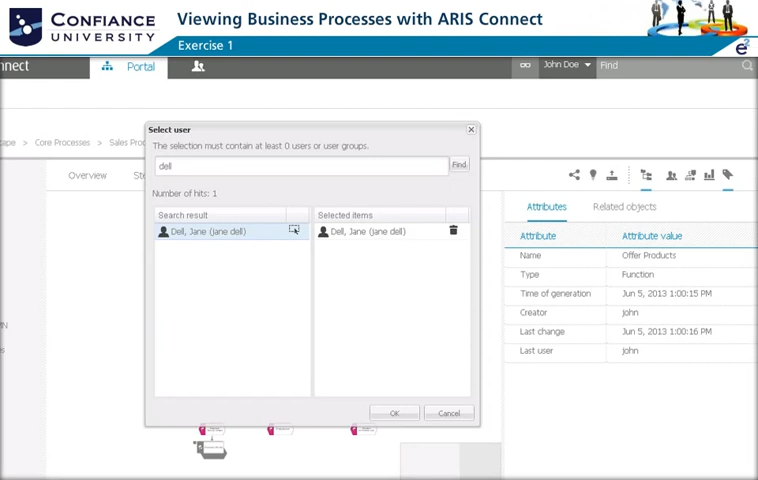 CONFIANCE
UNIVERSITY
Viewing Business Processes with ARIS Connect
Exercise 1
e²
nnect
Portal
John Doe
Find
cape > Core Processes > Sales Proc
Overview
Ste
Select user
The selection must contain at least 0 users or user groups.
dell
Find
Number of hits: 1
Search result
Selected items
Dell, Jane (jane dell)
Dell, Jane (jane dell)
OK
Cancel
Attributes
Related objects
Attribute
Attribute value
Name
Offer Products
Type
Function
Time of generation
Jun 5, 2013 1:00:15 PM
Creator
john
Last change
Jun 5, 2013 1:00:16 PM
Last user
john